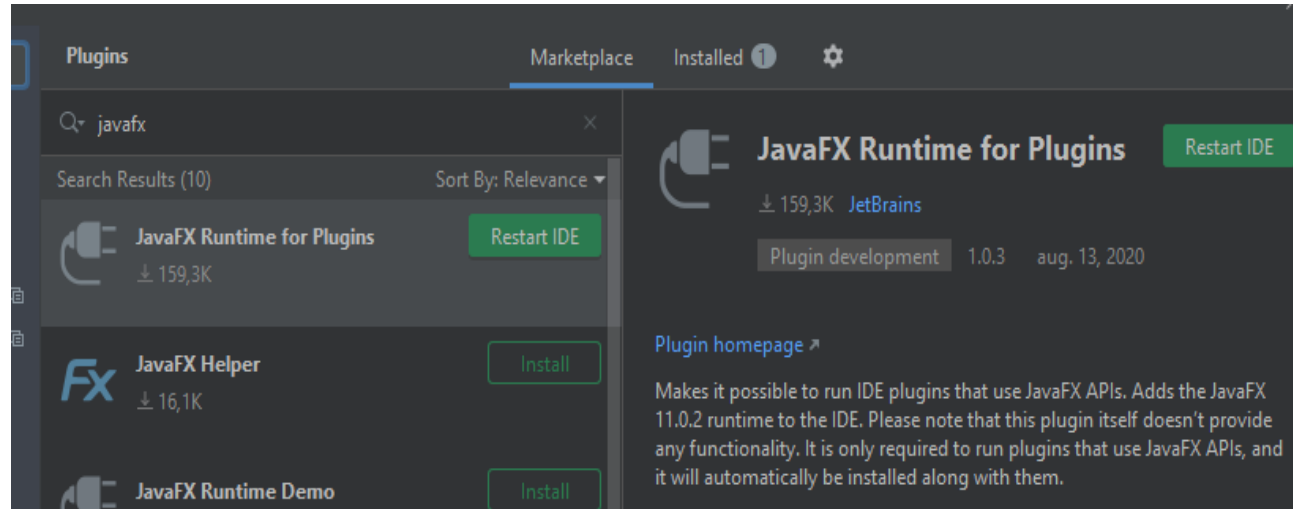 Plugins
Marketplace
Installed 1
javafx
Search Results (10)
Sort By: Relevance
JavaFX Runtime for Plugins
159,3K
Restart IDE
Fx
JavaFX Helper
16,1K
Install
JavaFX Runtime Demo
Install
JavaFX Runtime for Plugins
Restart IDE
159,3K JetBrains
Plugin development 1.0.3 aug. 13, 2020
Plugin homepage
Makes it possible to run IDE plugins that use JavaFX APIs. Adds the JavaFX
11.0.2 runtime to the IDE. Please note that this plugin itself doesn't provide
any functionality. It is only required to run plugins that use JavaFX APIs, and
it will automatically be installed along with them.